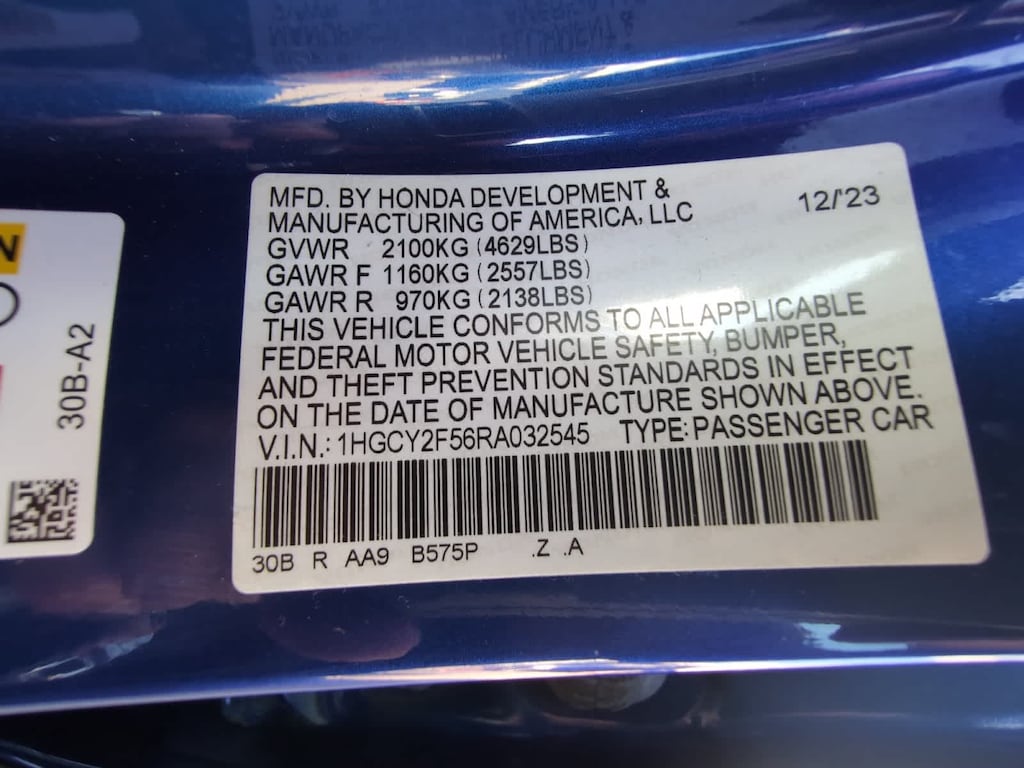 MFD. BY HONDA DEVELOPMENT &
MANUFACTURING OF AMERICA, LLC 12/'23
GVWR 2100KG (4629LBS)
GAWR F 1160KG (2557LBS)
GAWR R 970KG (2138LBS)
THIS VEHICLE CONFORMS TO ALL APPLICABLE
FEDERAL MOTOR VEHICLE SAFETY, BUMPER,
AND THEFT PREVENTION STANDARDS IN EFFECT
ON THE DATE OF MANUFACTURE SHOWN ABOVE.
V.I.N.: 1HGCY2F56RA032545 TYPE: PASSENGER CAR
30B R AA9 B575P .Z .A
N
30B-A2